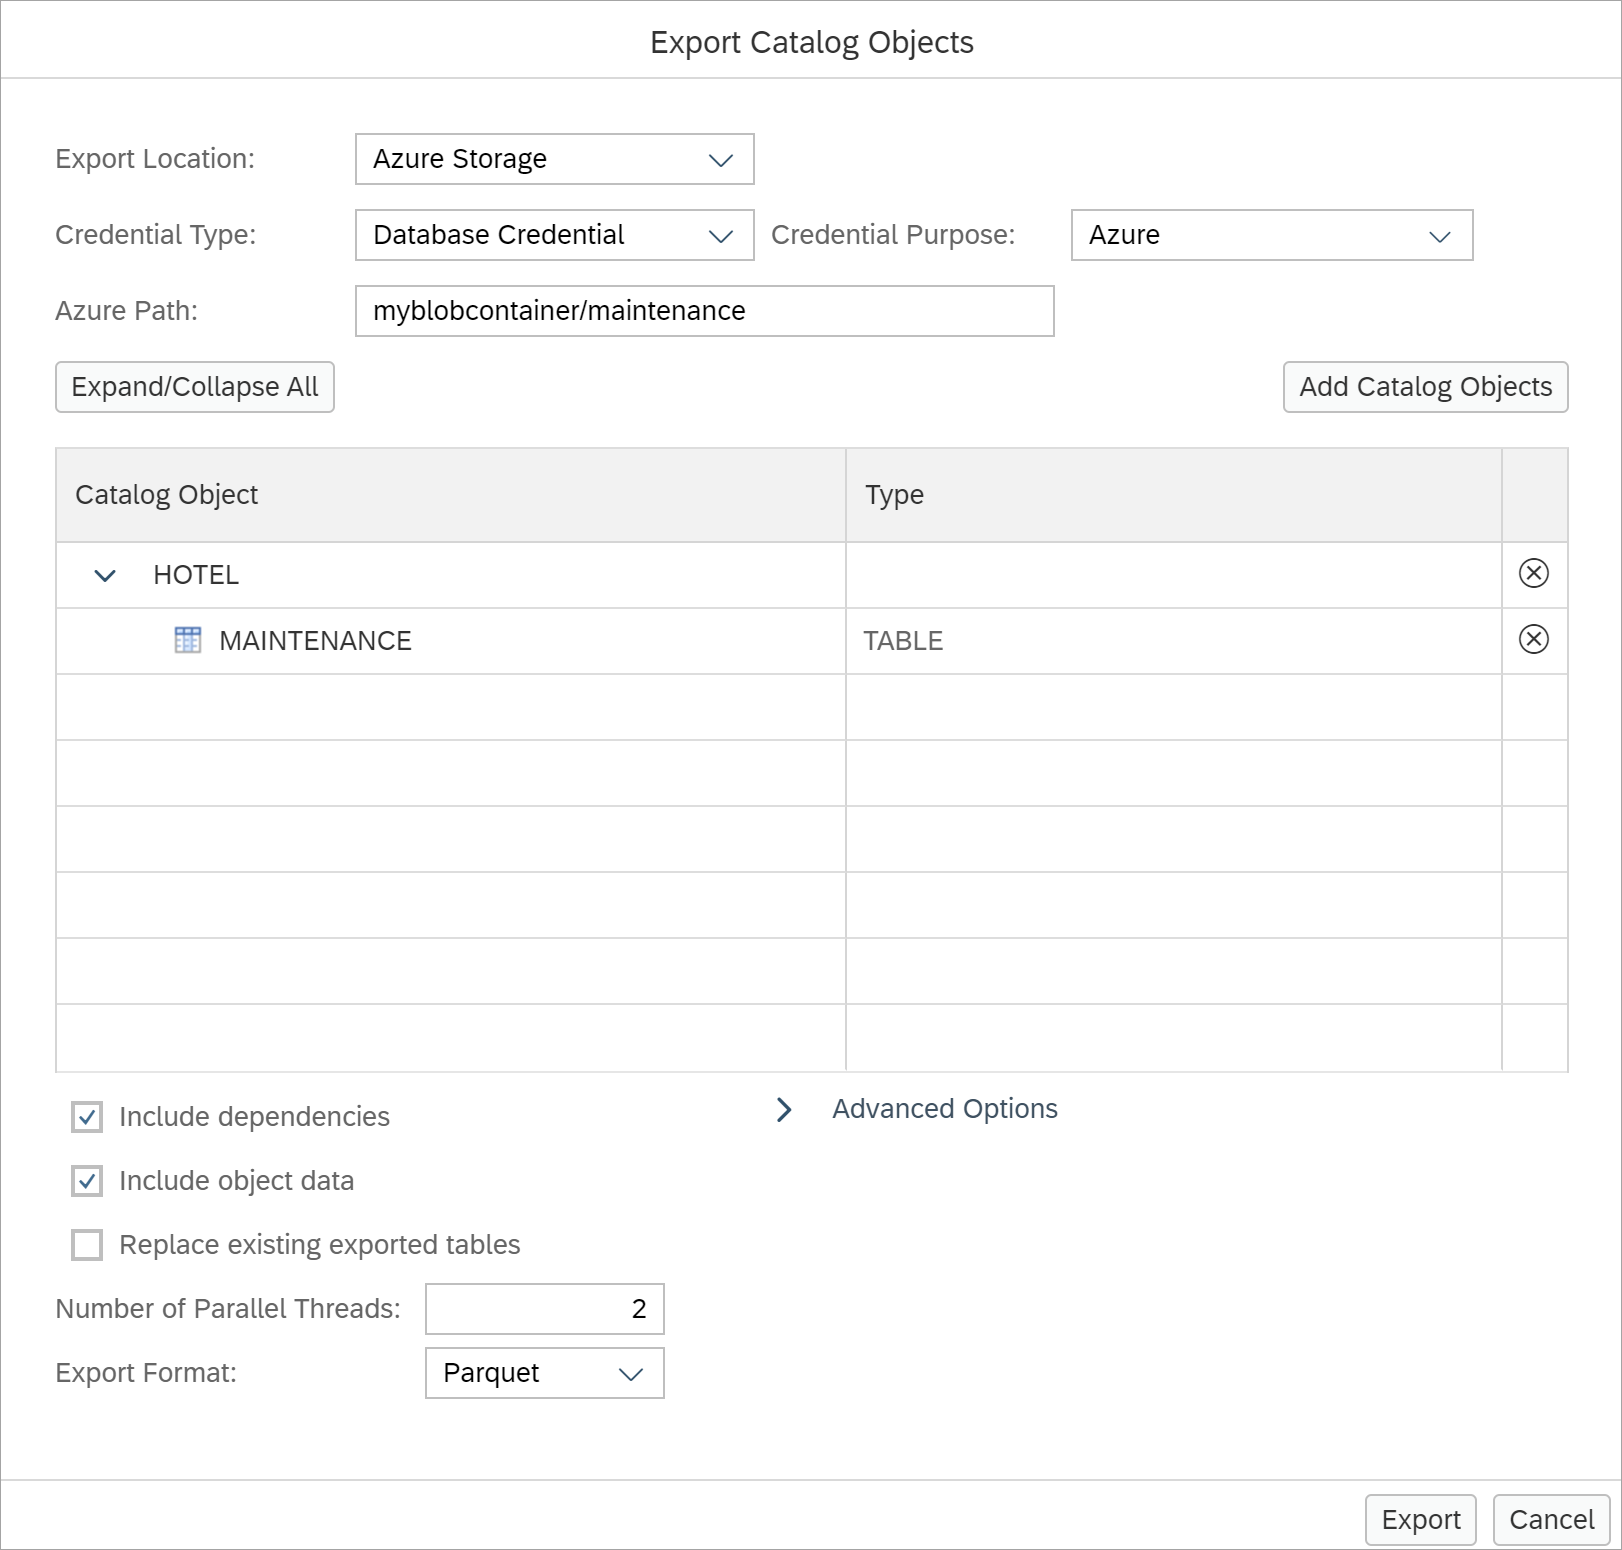 Export Catalog Objects
Export Location: Azure Storage
Credential Type: Database Credential Credential Purpose: Azure
Azure Path: myblobcontainer/maintenance
Expand/Collapse All Add Catalog Objects
Catalog Object Type
HOTEL
MAINTENANCE TABLE
Include dependencies Advanced Options
Include object data
Replace existing exported tables
Number of Parallel Threads: 2
Export Format: Parquet
Export Cancel